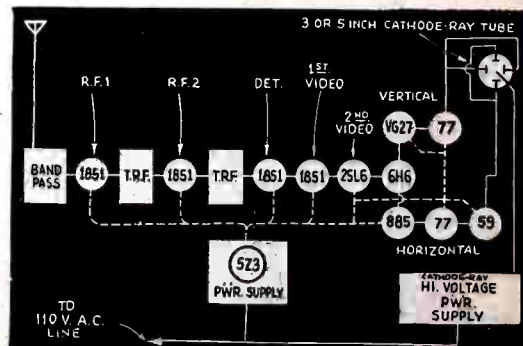 3 OR 5 INCH CATHODE-RAY TUBE
R.F.1
R.F.2
DET.
1ST
VIDEO
2ND
VIDEO
VERTICAL
VG27
77
BAND
PASS
1851
T.R.F.
1851
T.R.F.
1851
1851
25L6
6H6
885
77
59
HORIZONTAL
5Z3
PWR. SUPPLY
CATHODE-RAY
HI. VOLTAGE
PWR.
SUPPLY
TO
110 V. A.C.
LINE